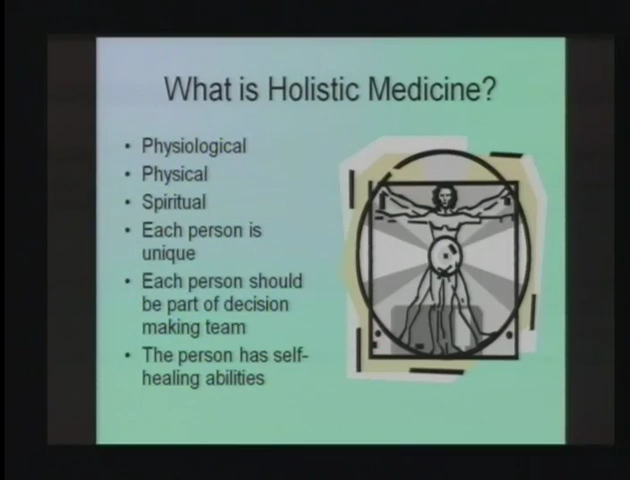 What is Holistic Medicine?
• Physiological
• Physical
• Spiritual
• Each person is
unique
• Each person should
be part of decision
making team
• The person has self-
healing abilities